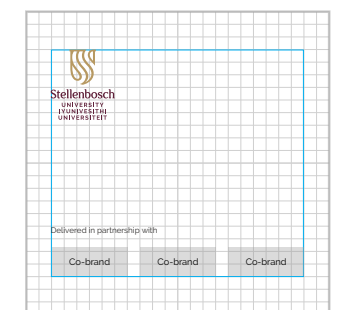 Stellenbosch
UNIVERSITY
IYUNIVESITHI
UNIVERSITEIT
Delivered in partnership with
Co-brand Co-brand Co-brand